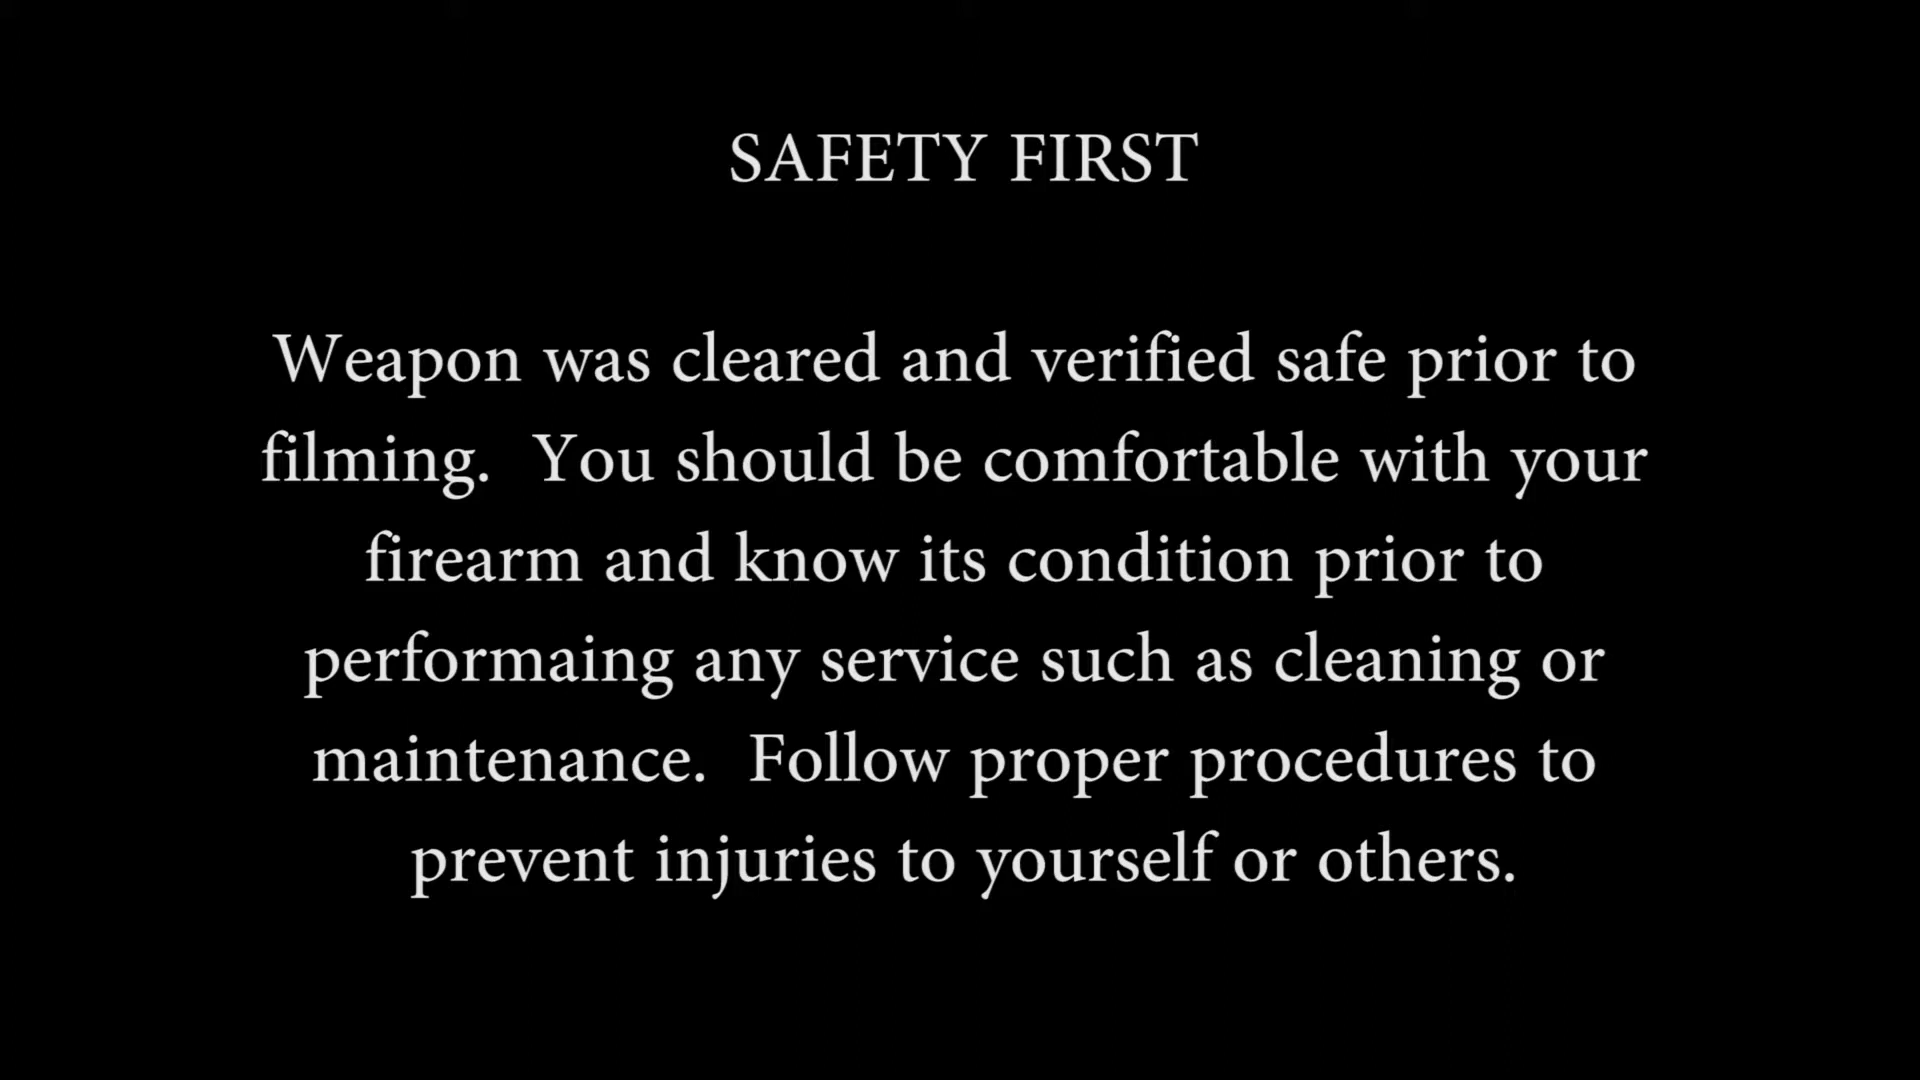 SAFETY FIRST
Weapon was cleared and verified safe prior to
filming.  You should be comfortable with your
firearm and know its condition prior to
performaing any service such as cleaning or
maintenance.  Follow proper procedures to
prevent injuries to yourself or others.